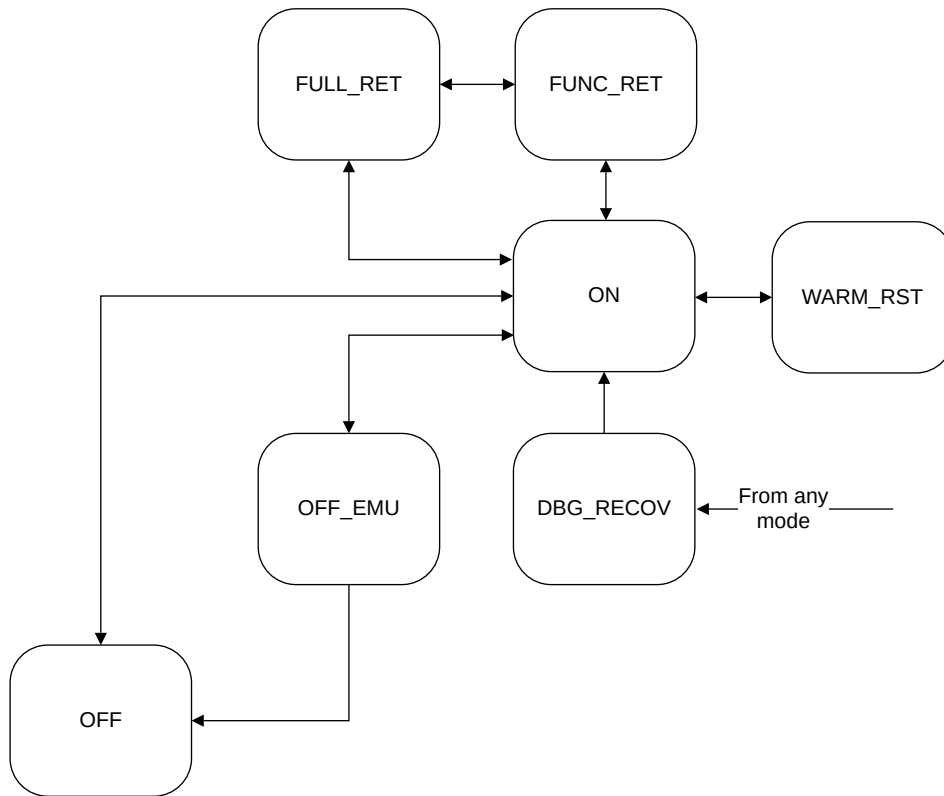 FULL_RET
FUNC_RET
ON
WARM_RST
OFF_EMU
DBG_RECOV
From any
mode
OFF